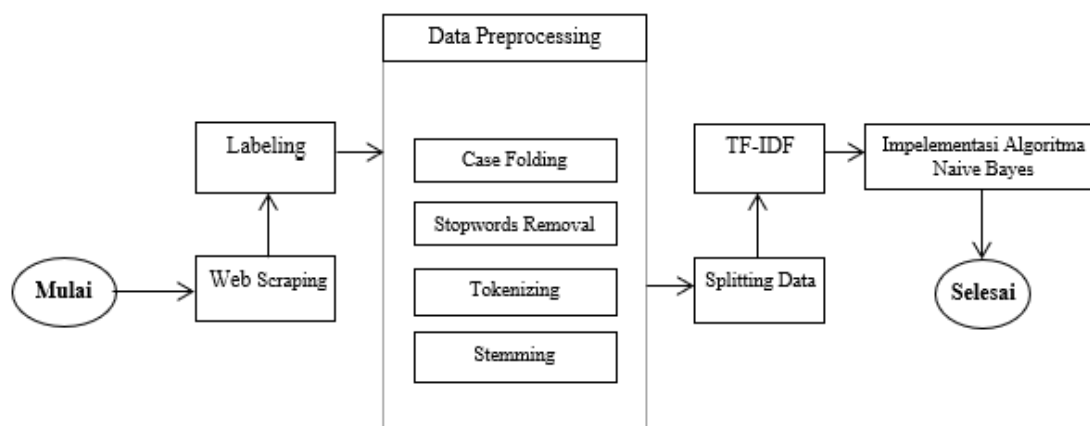 Mulai
Web Scraping
Labeling
Data Preprocessing
Case Folding
Stopwords Removal
Tokenizing
Stemming
Splitting Data
TF-IDF
Impelementasi Algoritma
Naive Bayes
Selesai